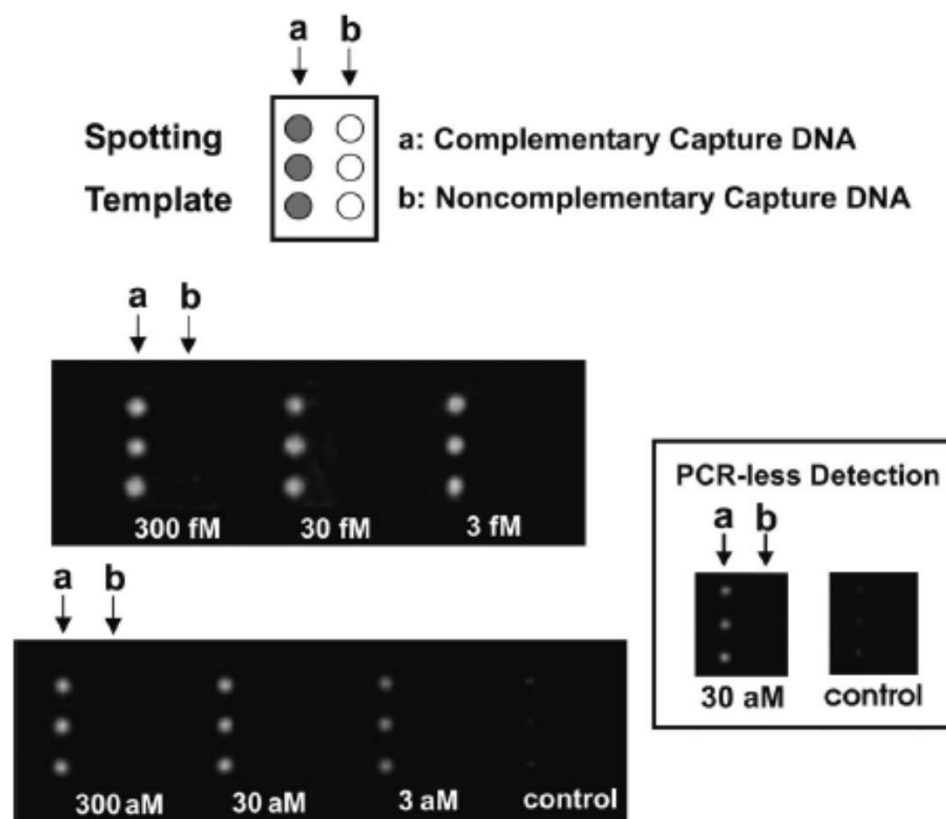 a b
Spotting
Template
a: Complementary Capture DNA
b: Noncomplementary Capture DNA
a b
300 fM 30 fM 3 fM
a b
300 aM 30 aM 3 aM control
PCR-less Detection
a b
30 aM control